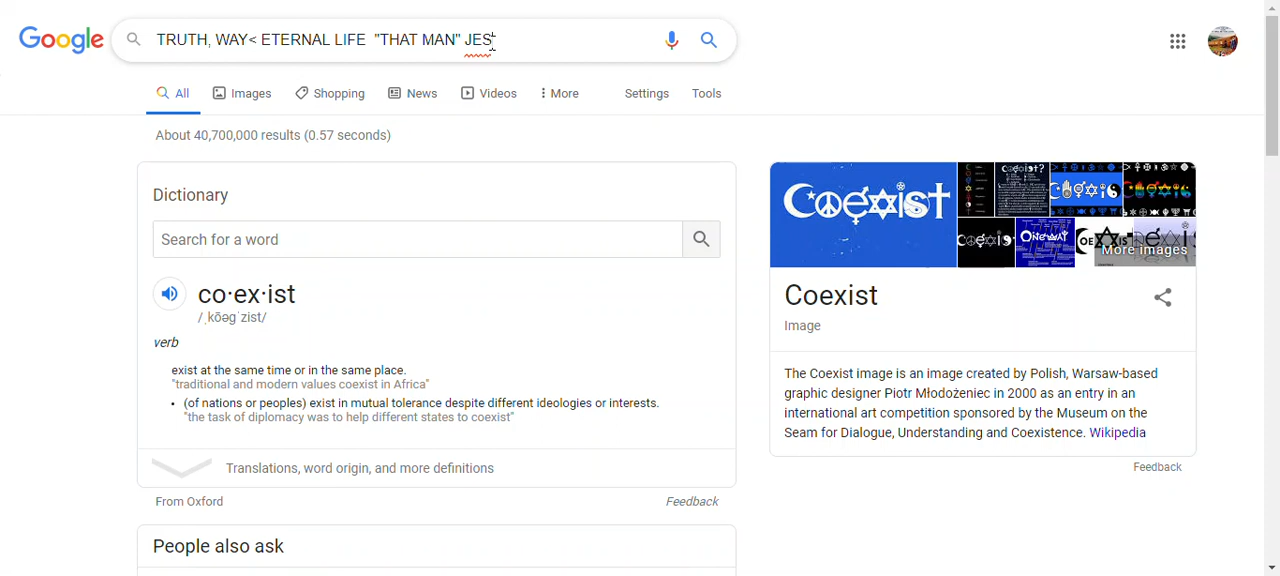 Google
TRUTH, WAY< ETERNAL LIFE "THAT MAN" JES
All
Images
Shopping
News
Videos
More
Settings
Tools
About 40,700,000 results (0.57 seconds)
Dictionary
Search for a word
co·ex·ist
/ˌkōəɡˈzist/
verb
exist at the same time or in the same place.
"traditional and modern values coexist in Africa"
• (of nations or peoples) exist in mutual tolerance despite different ideologies or interests.
"the task of diplomacy was to help different states to coexist"
Translations, word origin, and more definitions
From Oxford
Feedback
People also ask
Coexist
coexist?
ONE WAY
More images
Coexist
Image
The Coexist image is an image created by Polish, Warsaw-based
graphic designer Piotr Młodożeniec in 2000 as an entry in an
international art competition sponsored by the Museum on the
Seam for Dialogue, Understanding and Coexistence. Wikipedia
Feedback